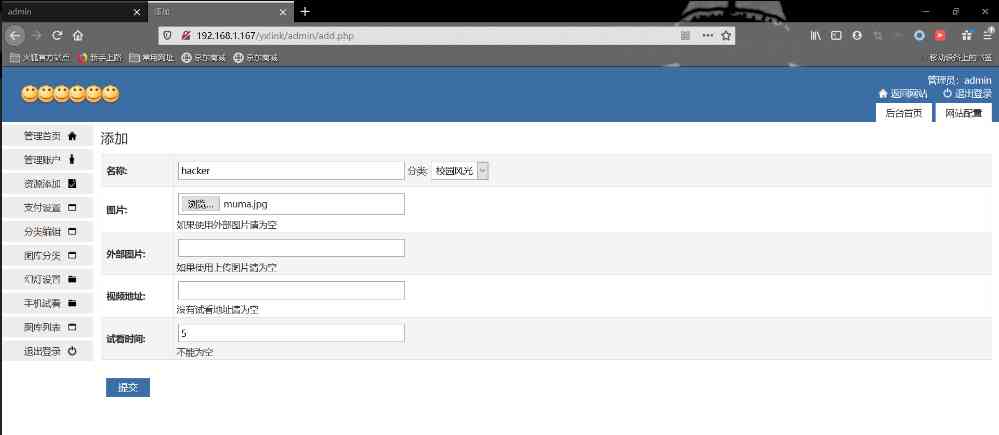 admin
添加
192.168.1.167/yxlink/admin/add.php
火狐官方站点 新手上路 常用网址 京东商城 京东商城
移动设备上的书签
管理员: admin
返回网站 退出登录
后台首页 网站配置
管理首页
管理账户
资源添加
支付设置
分类编辑
图库分类
幻灯设置
手机试看
图库列表
退出登录
添加
名称: hacker 分类: 校园风光
图片: 浏览... muma.jpg
如果使用外部图片请为空
外部图片:
如果使用上传图片请为空
视频地址:
没有试看地址请为空
试看时间: 5
不能为空
提交